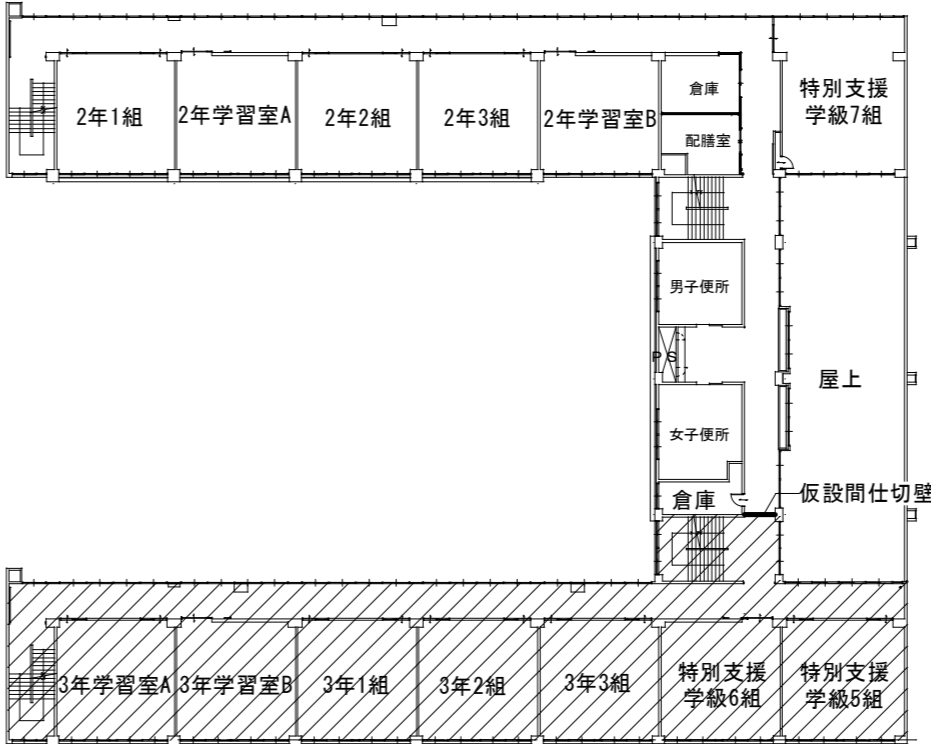 2年1組
2年学習室A
2年2組
2年3組
2年学習室B
倉庫
配膳室
特別支援
学級7組
男子便所
PS
屋上
女子便所
倉庫
仮設間仕切壁
3年学習室A
3年学習室B
3年1組
3年2組
3年3組
特別支援
学級6組
特別支援
学級5組